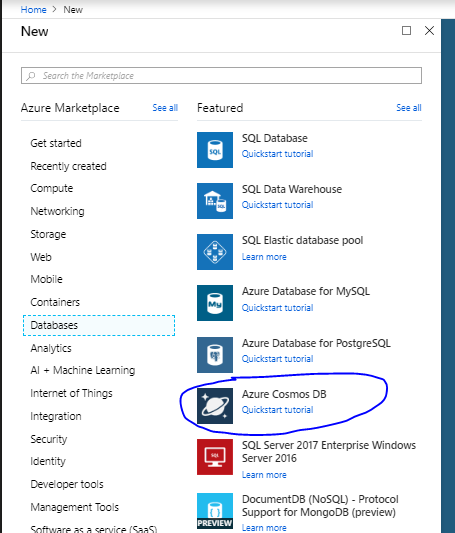 Home > New
New
Search the Marketplace
Azure Marketplace
See all
Get started
Recently created
Compute
Networking
Storage
Web
Mobile
Containers
Databases
Analytics
AI + Machine Learning
Internet of Things
Integration
Security
Identity
Developer tools
Management Tools
Software as a service (SaaS)
Featured
See all
SQL
SQL Database
Quickstart tutorial
SQL Data Warehouse
Quickstart tutorial
SQL Elastic database pool
Learn more
My
Azure Database for MySQL
Quickstart tutorial
Azure Database for PostgreSQL
Quickstart tutorial
Azure Cosmos DB
Quickstart tutorial
SQL
SQL Server 2017 Enterprise Windows
Server 2016
Learn more
PREVIEW
DocumentDB (NoSQL) - Protocol
Support for MongoDB (preview)
Learn more